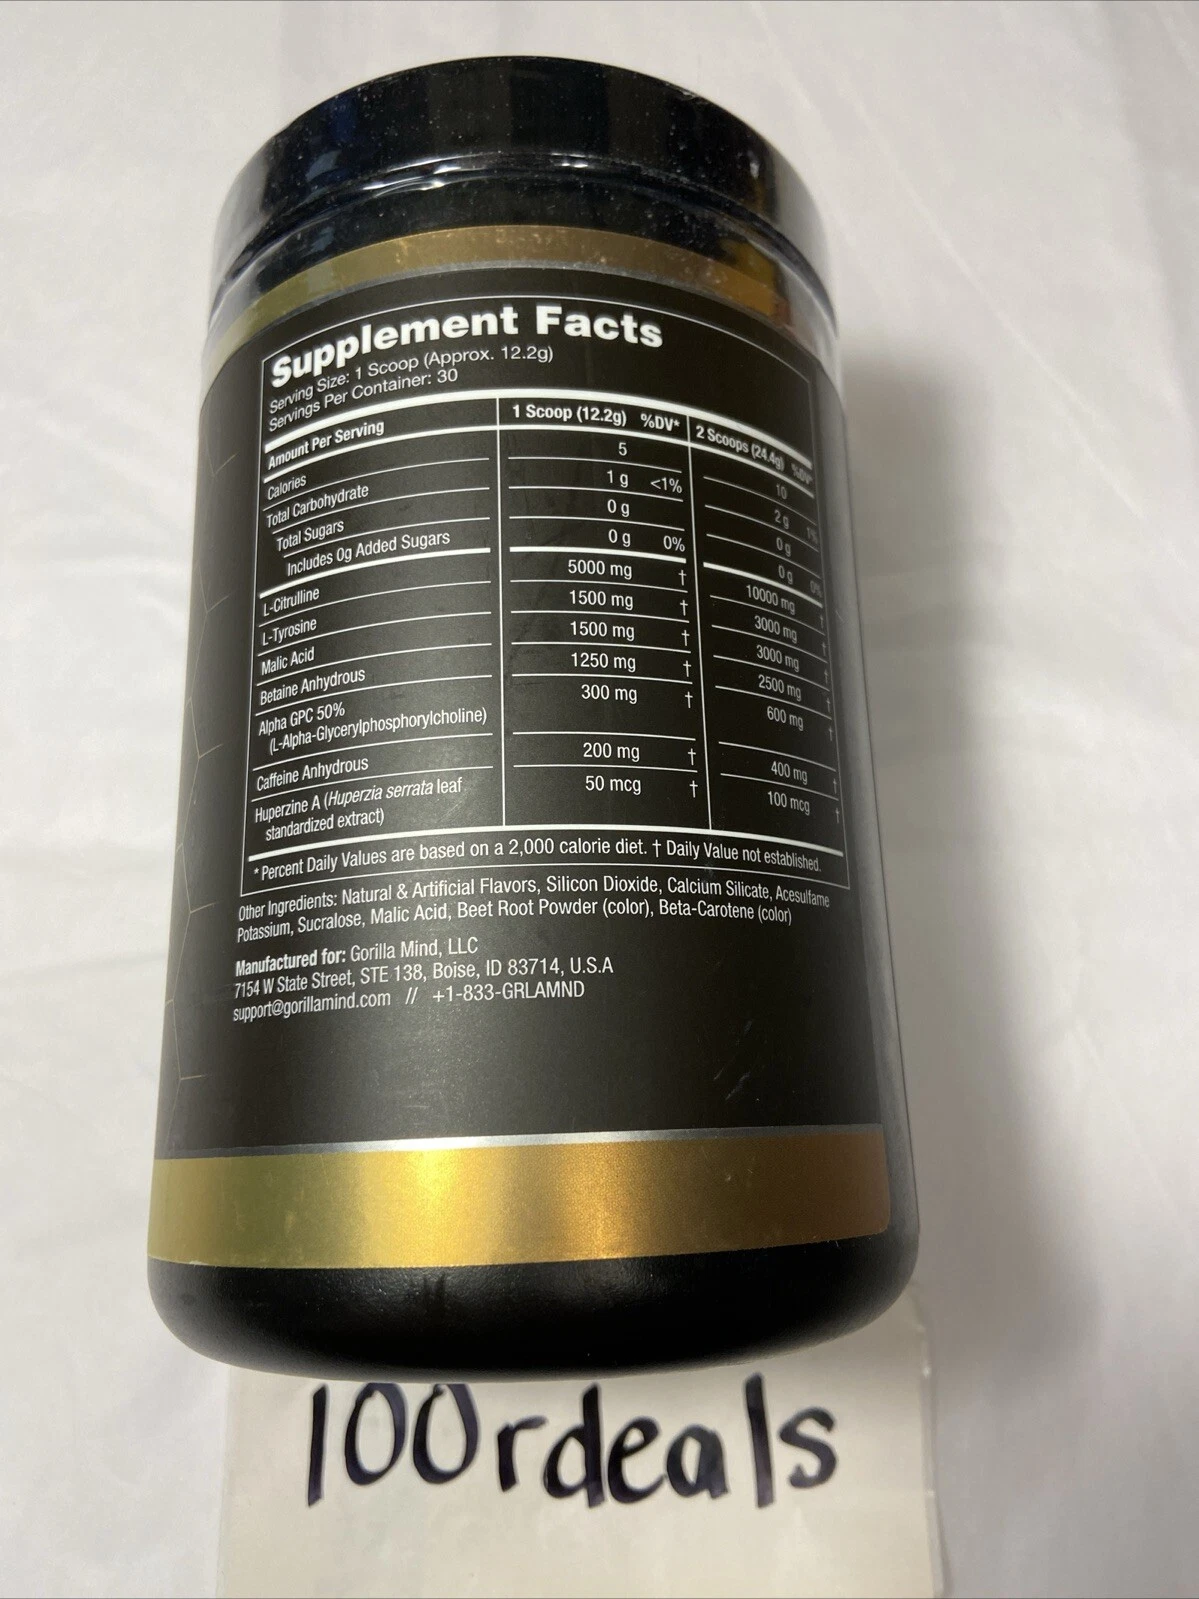 Supplement Facts
Serving Size: 1 Scoop (Approx. 12.2g)
Servings Per Container: 30
Amount Per Serving 1 Scoop (12.2g) %DV* 2 Scoops (24.4g) %DV*
Calories 5 10
Total Carbohydrate 1 g <1% 2 g 1%
Total Sugars 0 g 0 g
Includes 0g Added Sugars 0 g 0% 0 g 0%
L-Citrulline 5000 mg † 10000 mg †
L-Tyrosine 1500 mg † 3000 mg †
Malic Acid 1500 mg † 3000 mg †
Betaine Anhydrous 1250 mg † 2500 mg †
Alpha GPC 50% 300 mg † 600 mg †
(L-Alpha-Glycerylphosphorylcholine)
Caffeine Anhydrous 200 mg † 400 mg †
Huperzine A (Huperzia serrata leaf 50 mcg † 100 mcg †
standardized extract)
* Percent Daily Values are based on a 2,000 calorie diet. † Daily Value not established.
Other Ingredients: Natural & Artificial Flavors, Silicon Dioxide, Calcium Silicate, Acesulfame
Potassium, Sucralose, Malic Acid, Beet Root Powder (color), Beta-Carotene (color)
Manufactured for: Gorilla Mind, LLC
7154 W State Street, STE 138, Boise, ID 83714, U.S.A
support@gorillamind.com // +1-833-GRLAMND
100rdeals